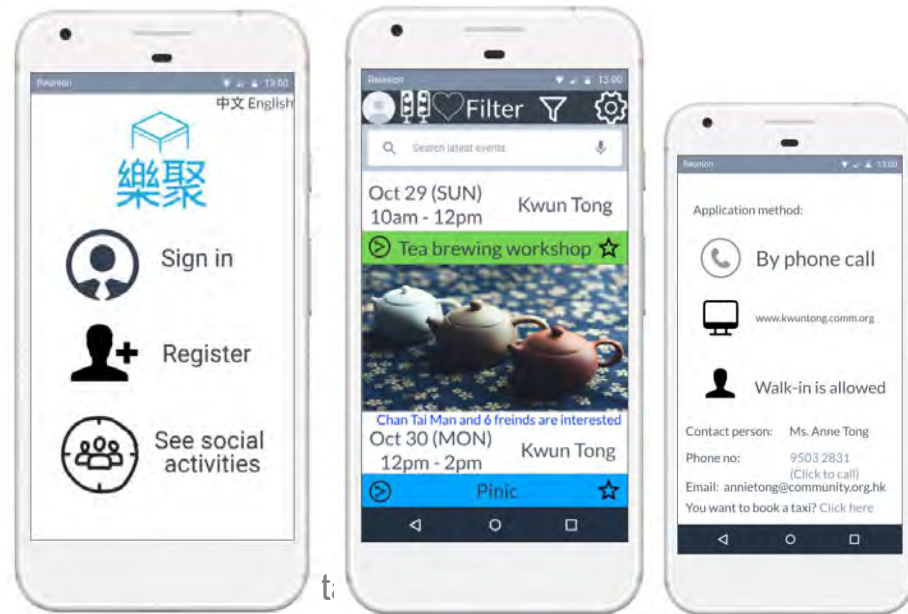 Reunion 13:00
中文 English
樂聚
Sign in
Register
See social
activities
Reunion 13:00
Filter
Search latest events
Oct 29 (SUN)
10am - 12pm
Kwun Tong
Tea brewing workshop
Chan Tai Man and 6 freinds are interested
Oct 30 (MON)
12pm - 2pm
Kwun Tong
Pinic
Reunion 13:00
Application method:
By phone call
www.kwuntong.comm.org
Walk-in is allowed
Contact person: Ms. Anne Tong
Phone no: 9503 2831
(Click to call)
Email: annietong@community.org.hk
You want to book a taxi? Click here